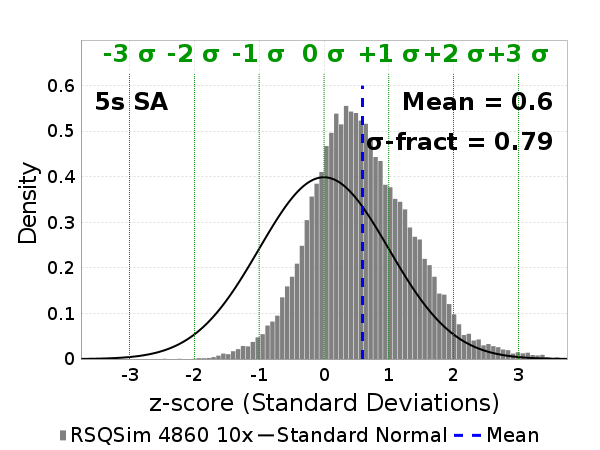 -3 σ -2 σ -1 σ 0 σ +1 σ +2 σ +3 σ
0.6
5s SA
Mean = 0.6
0.5
σ-fract = 0.79
0.4
0.3
0.2
0.1
0
Density
-3 -2 -1 0 1 2 3
z-score (Standard Deviations)
RSQSim 4860 10x Standard Normal Mean